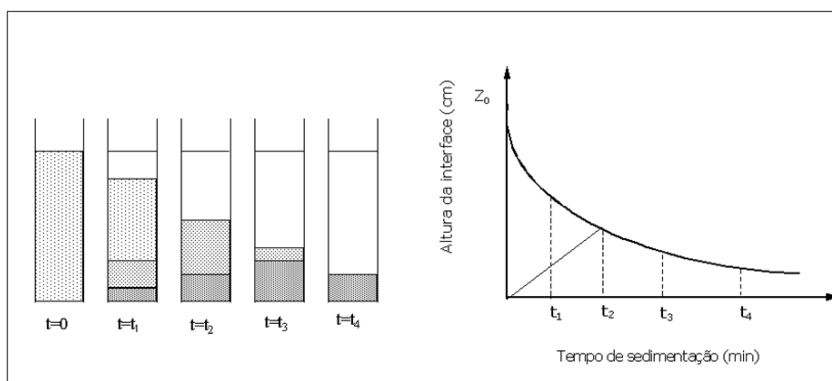 t=0
t=t₁
t=t₂
t=t₃
t=t₄
Z₀
Altura da interface (cm)
t₁
t₂
t₃
t₄
Tempo de sedimentação (min)